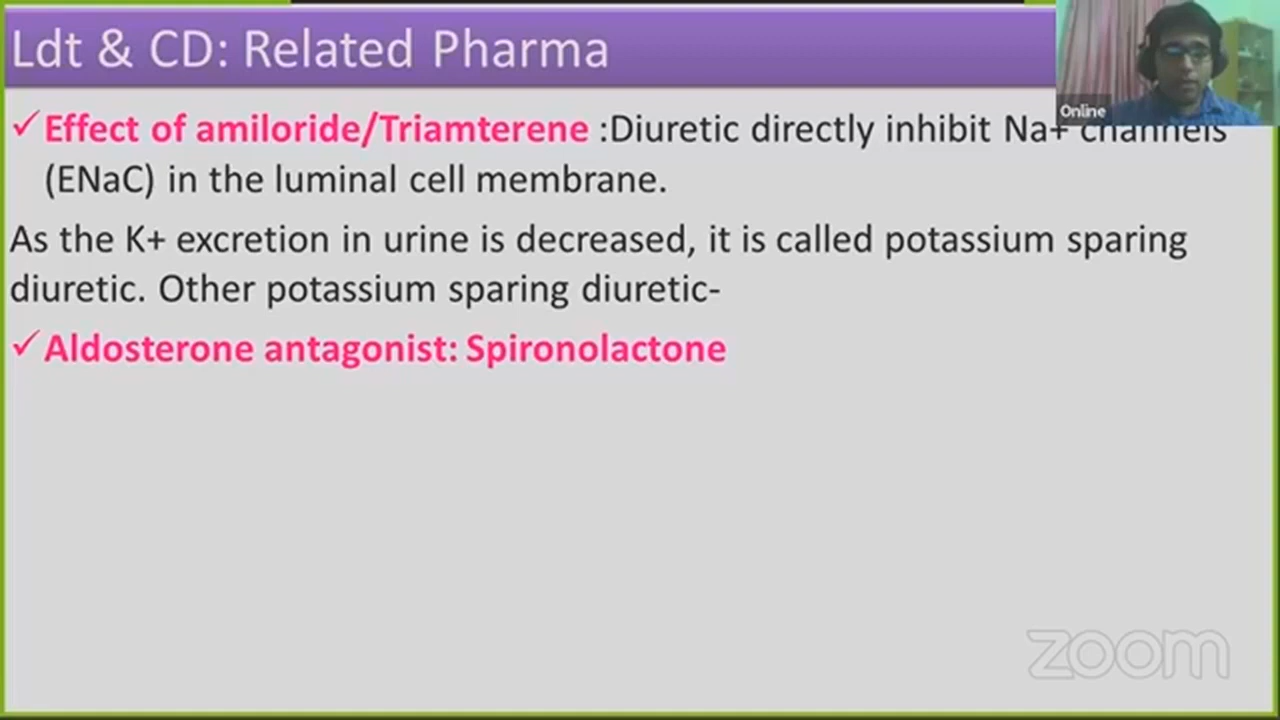 Ldt & CD: Related Pharma
Online
✓Effect of amiloride/Triamterene :Diuretic directly inhibit Na+ channels
(ENaC) in the luminal cell membrane.
As the K+ excretion in urine is decreased, it is called potassium sparing
diuretic. Other potassium sparing diuretic-
✓Aldosterone antagonist: Spironolactone
zoom